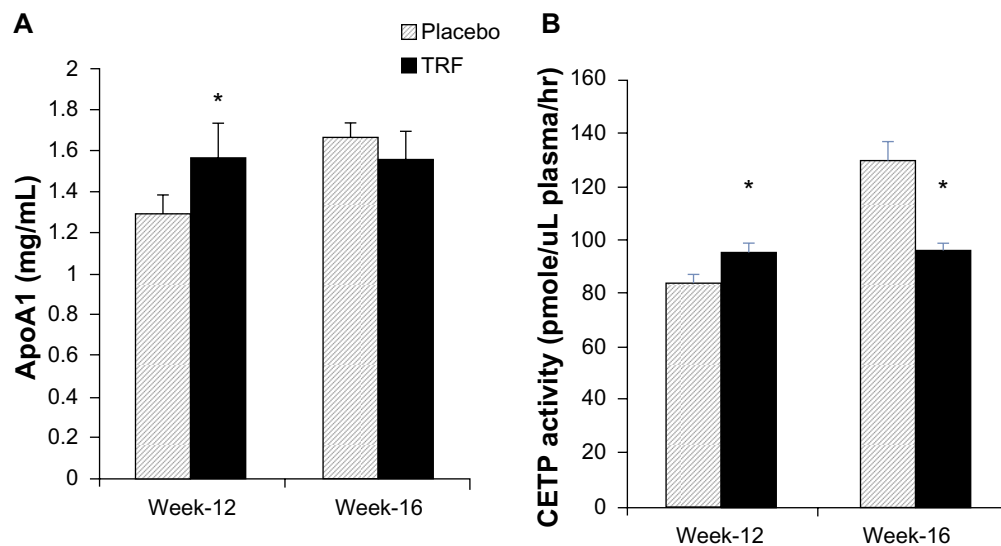 A
Placebo
TRF
ApoA1 (mg/mL)
2
1.8
1.6
1.4
1.2
1
0.8
0.6
0.4
0.2
0
*
Week-12
Week-16
B
CETP activity (pmole/uL plasma/hr)
160
140
120
100
80
60
40
20
0
*
*
Week-12
Week-16